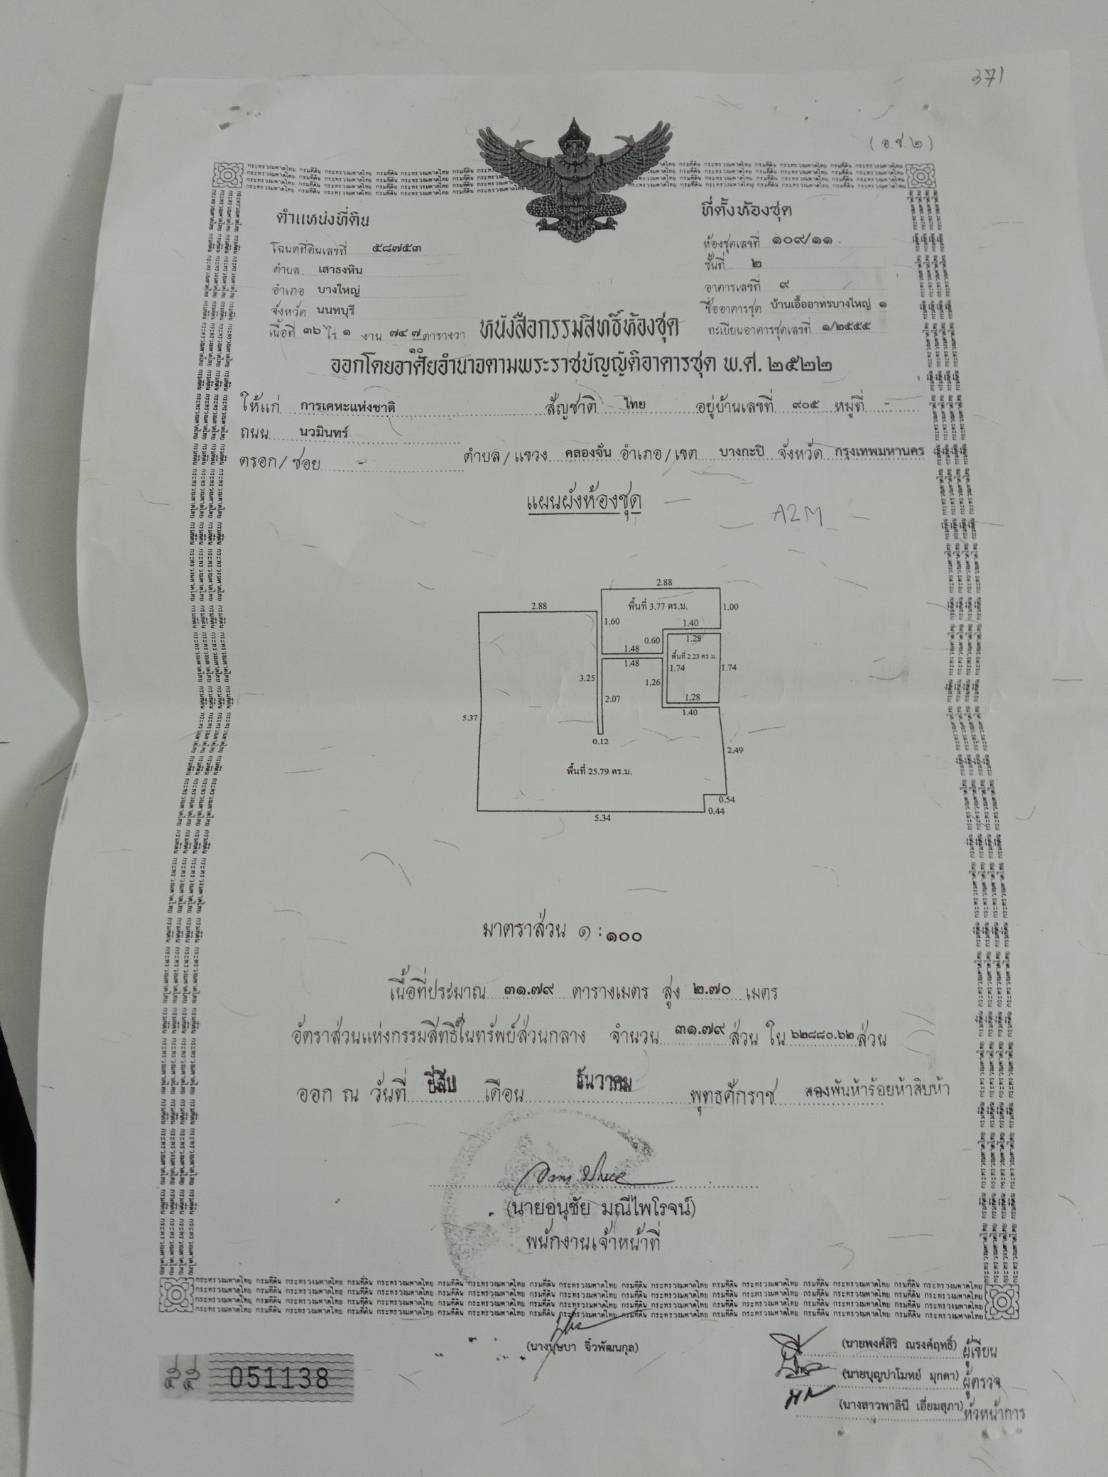 371
(อ.ช.๒)
ตำแหน่งที่ดิน
โฉนดที่ดินเลขที่ ๕๘๗๕๓
ตำบล เสาธงหิน
อำเภอ บางใหญ่
จังหวัด นนทบุรี
เนื้อที่ ๓๖ ไร่ ๑ งาน ๗๔ ตารางวา
ที่ตั้งห้องชุด
ห้องชุดเลขที่ ๑๐๙/๑๑
ชั้นที่ ๒
อาคารเลขที่ ๙
ชื่ออาคารชุด บ้านเอื้ออาทรบางใหญ่ ๑
ทะเบียนอาคารชุดเลขที่ ๑/๒๕๕๕
หนังสือกรรมสิทธิ์ห้องชุด
ออกโดยอาศัยอำนาจตามพระราชบัญญัติอาคารชุด พ.ศ. ๒๕๒๒
ให้แก่ การเคหะแห่งชาติ สัญชาติ ไทย อยู่บ้านเลขที่ ๙๐๕ หมู่ที่ -
ถนน นวมินทร์
ตรอก/ซอย - ตำบล/แขวง คลองจั่น อำเภอ/เขต บางกะปิ จังหวัด กรุงเทพมหานคร
แผนผังห้องชุด
A2M
2.88
2.88
พื้นที่ 3.77 ตร.ม.
1.00
1.60
1.40
0.60
1.28
1.48
พื้นที่ 2.23 ตร.ม.
1.48
1.74
1.74
3.25
1.26
2.07
1.28
1.40
5.37
0.12
2.49
พื้นที่ 25.79 ตร.ม.
0.54
0.44
5.34
มาตราส่วน ๑ : ๑๐๐
เนื้อที่ประมาณ ๓๑.๗๙ ตารางเมตร สูง ๒.๗๐ เมตร
อัตราส่วนแห่งกรรมสิทธิ์ในทรัพย์ส่วนกลาง จำนวน ๓๑.๗๙ ส่วน ใน ๖๒๘๘๐.๖๒ ส่วน
ออก ณ วันที่ ยี่สิบ เดือน ธันวาคม พุทธศักราช สองพันห้าร้อยห้าสิบห้า
(นายอนุชัย มณีไพโรจน์)
พนักงานเจ้าหน้าที่
(นางบุษบา จิ๋วพัฒนกุล)
(นายพงศ์สิริ ณรงค์ฤทธิ์) ผู้เขียน
(นายบุญปาโมทย์ มุกดา) ผู้ตรวจ
(นางสาวพาลินี เอี่ยมสุภา) หัวหน้าการ
๕๕ 051138